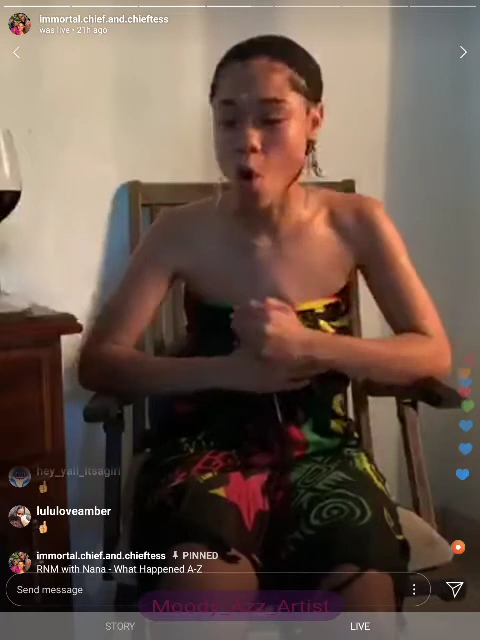 immortal.chief.and.chieftess
was live • 21h ago
hey_yall_itsagirl
lululoveamber
immortal.chief.and.chieftess PINNED
RNM with Nana - What Happened A-Z
Send message
Moody_Azz_Artist
STORY LIVE